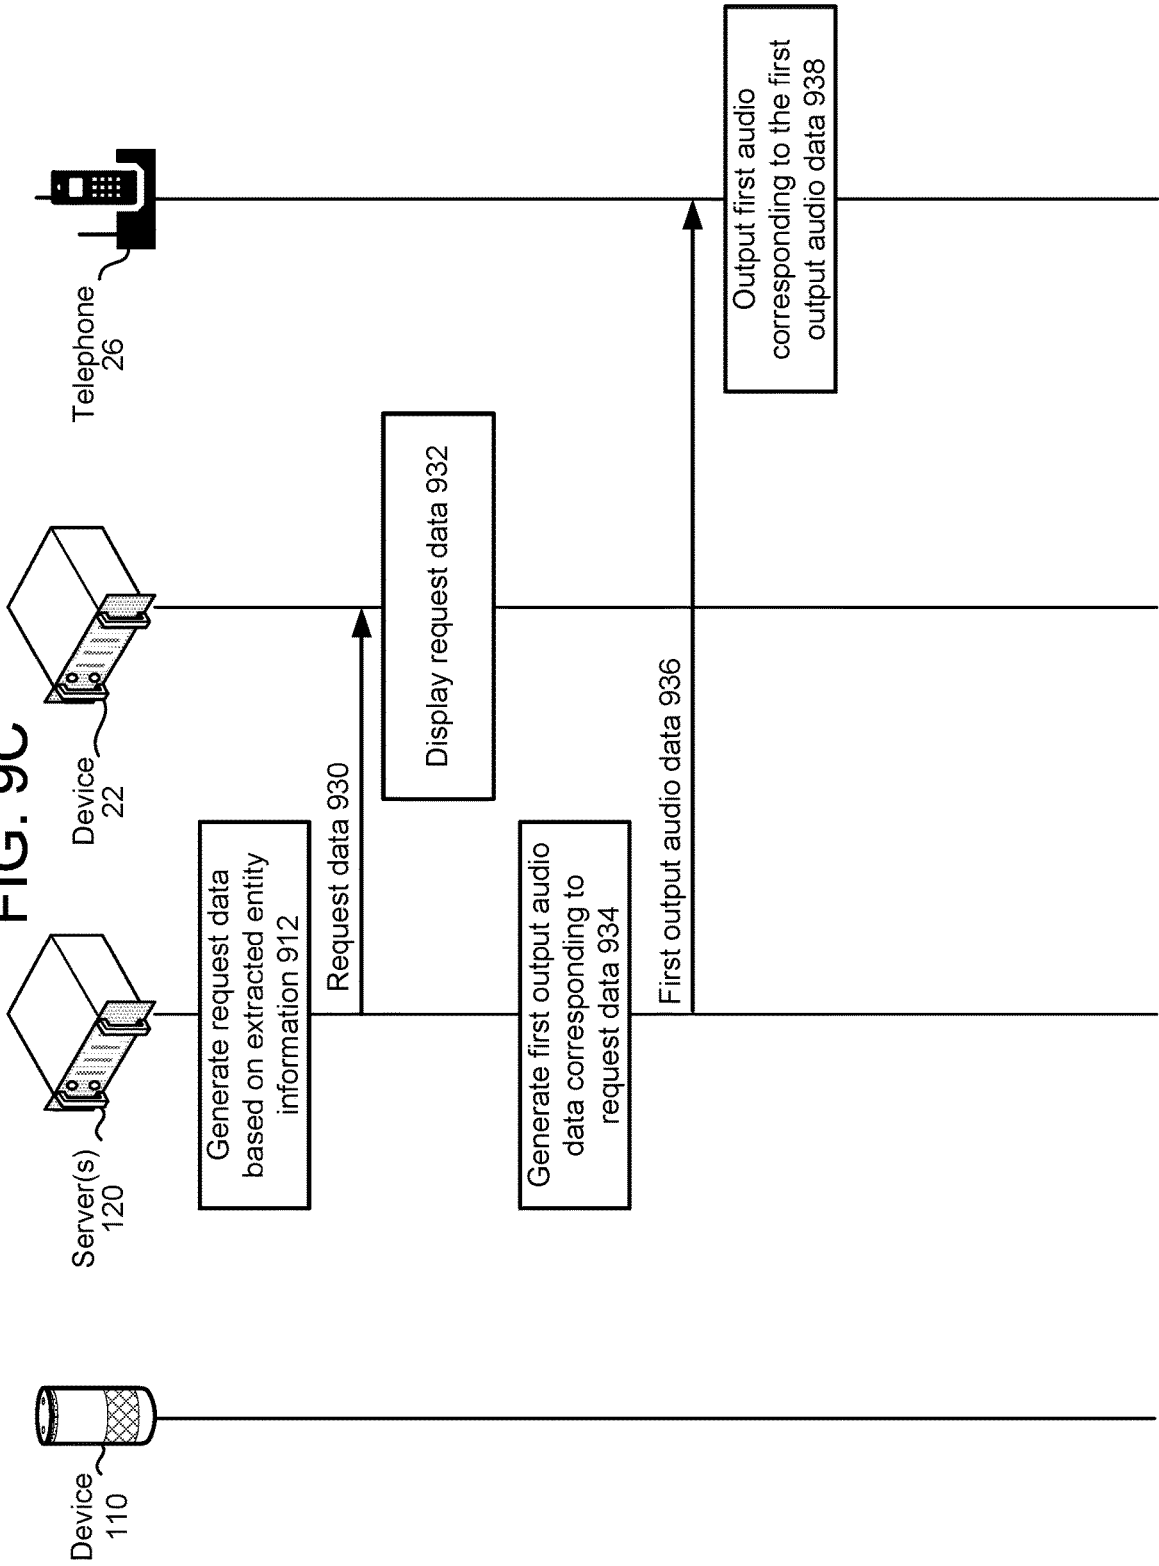 FIG. 9C
Device
110
Server(s)
120
Device
22
Telephone
26
Generate request data
based on extracted entity
information 912
Request data 930
Display request data 932
Generate first output audio
data corresponding to
request data 934
First output audio data 936
Output first audio
corresponding to the first
output audio data 938